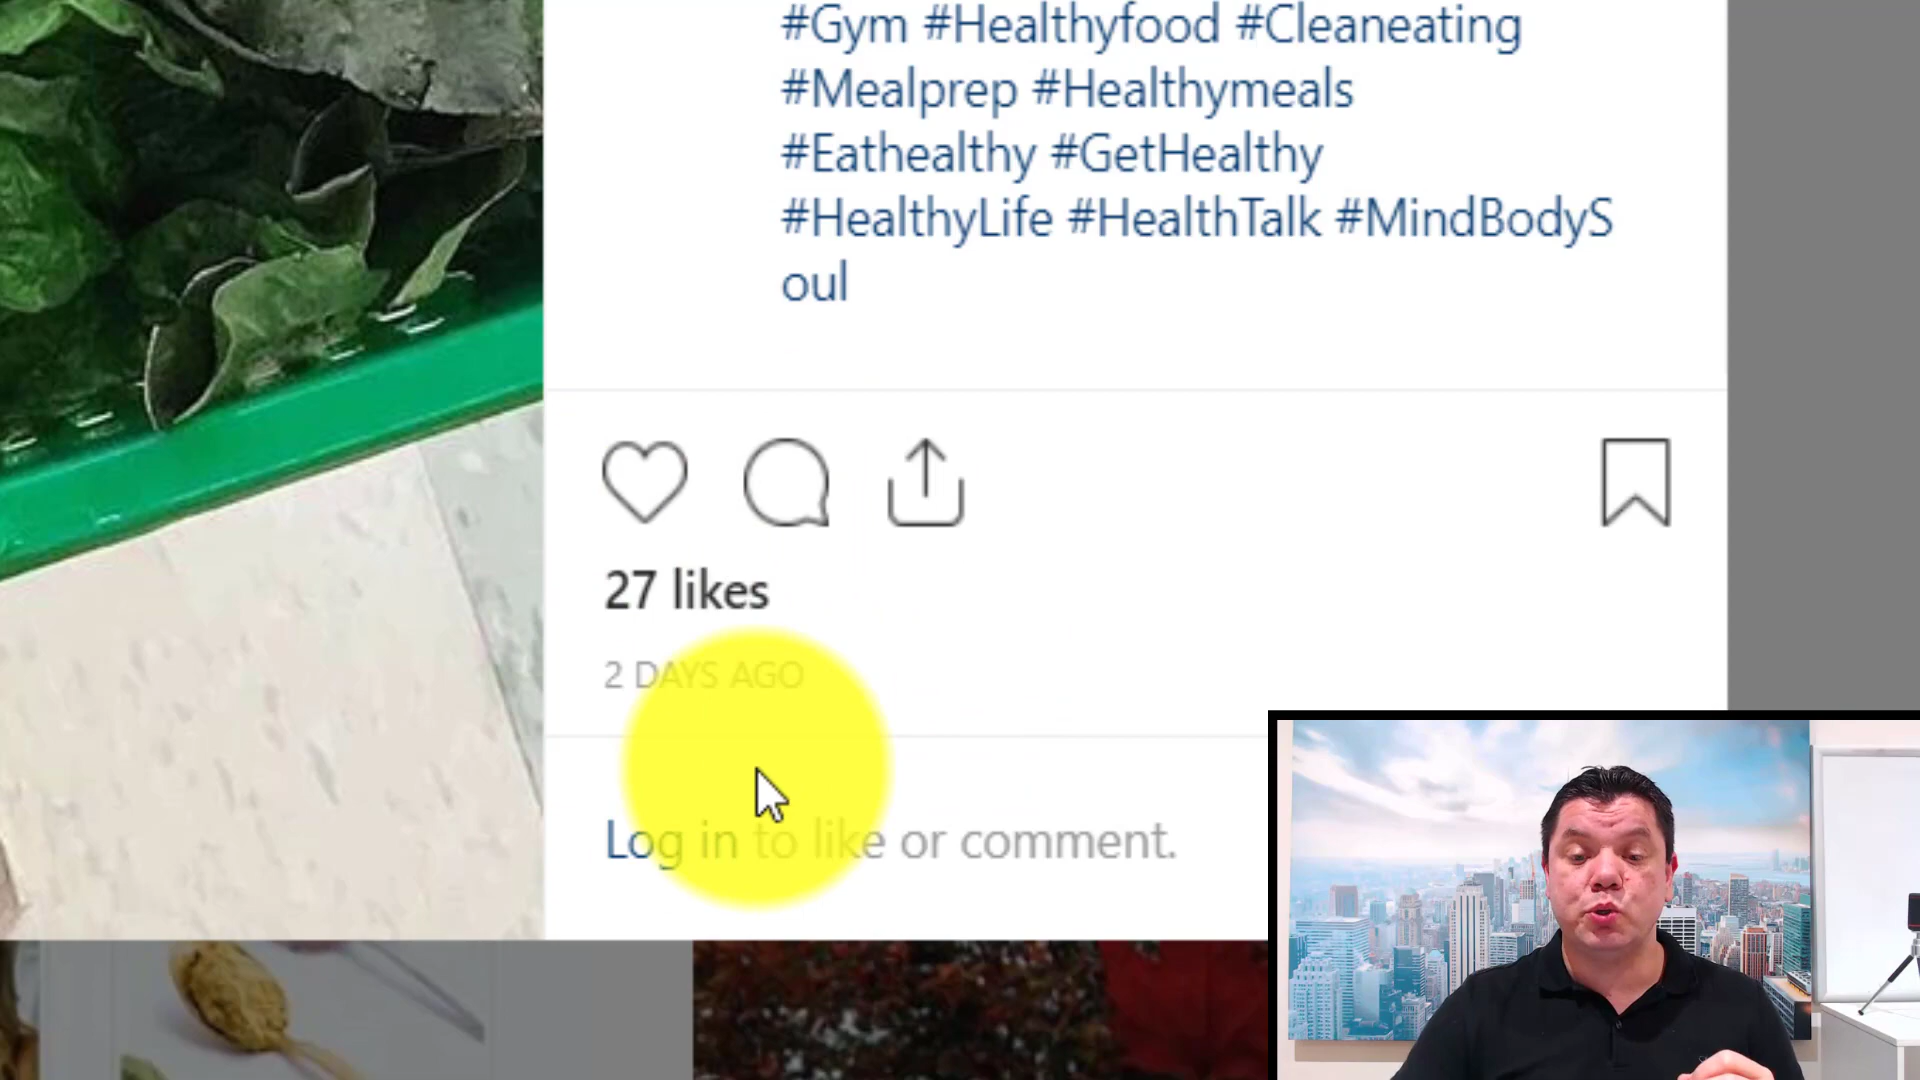 #Gym #Healthyfood #Cleaneating
#Mealprep #Healthymeals
#Eathealthy #GetHealthy
#HealthyLife #HealthTalk #MindBodyS
oul
27 likes
2 DAYS AGO
Log in to like or comment.